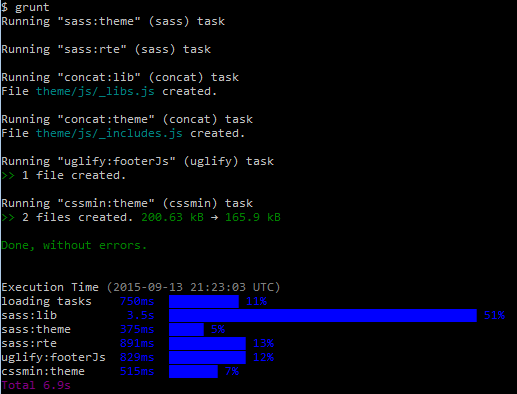 $ grunt
Running "sass:theme" (sass) task
Running "sass:rte" (sass) task
Running "concat:lib" (concat) task
File theme/js/_libs.js created.
Running "concat:theme" (concat) task
File theme/js/_includes.js created.
Running "uglify:footerJs" (uglify) task
>> 1 file created.
Running "cssmin:theme" (cssmin) task
>> 2 files created. 200.63 kB → 165.9 kB
Done, without errors.
Execution Time (2015-09-13 21:23:03 UTC)
loading tasks 750ms 11%
sass:lib 3.5s 51%
sass:theme 375ms 5%
sass:rte 891ms 13%
uglify:footerJs 829ms 12%
cssmin:theme 515ms 7%
Total 6.9s